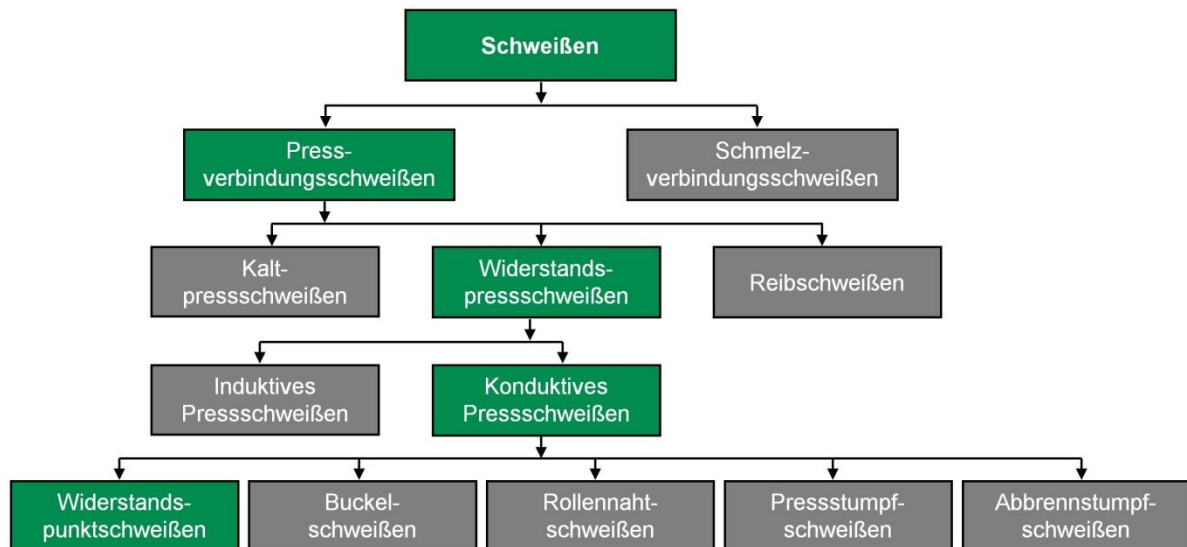 Schweißen
Press-
verbindungsschweißen
Schmelz-
verbindungsschweißen
Kalt-
pressschweißen
Widerstands-
pressschweißen
Reibschweißen
Induktives
Pressschweißen
Konduktives
Pressschweißen
Widerstands-
punktschweißen
Buckel-
schweißen
Rollennaht-
schweißen
Pressstumpf-
schweißen
Abbrennstumpf-
schweißen